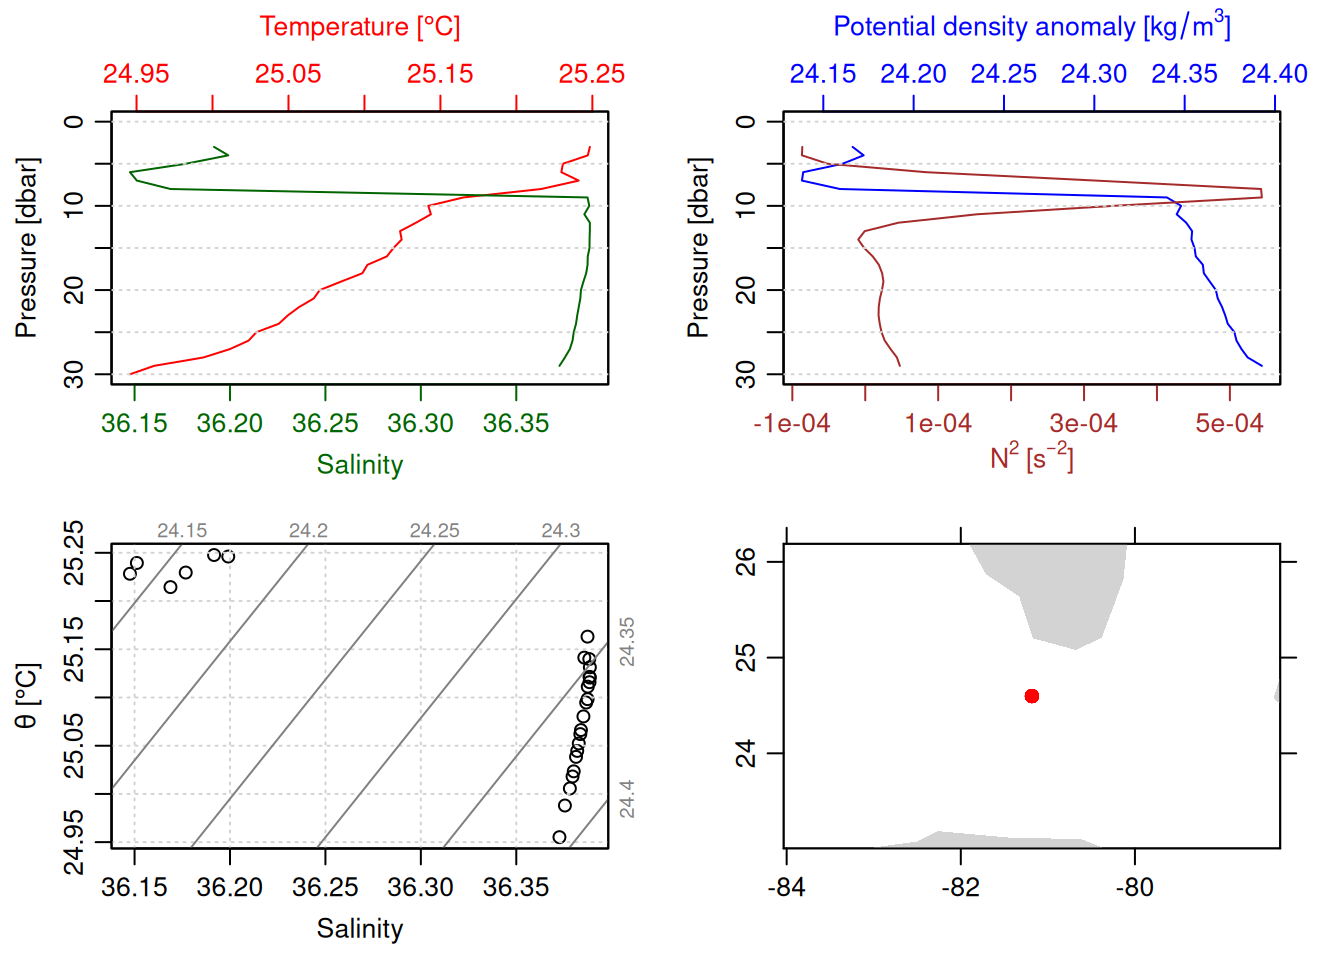 Temperature [°C]
24.95 25.05 25.15 25.25
Pressure [dbar]
0
10
20
30
36.15 36.20 36.25 36.30 36.35
Salinity
Potential density anomaly [kg/m³]
24.15 24.20 24.25 24.30 24.35 24.40
Pressure [dbar]
0
10
20
30
-1e-04 1e-04 3e-04 5e-04
N² [s⁻²]
24.15 24.2 24.25 24.3
24.35
24.4
θ [°C]
25.25
25.15
25.05
24.95
36.15 36.20 36.25 36.30 36.35
Salinity
26
25
24
-84 -82 -80